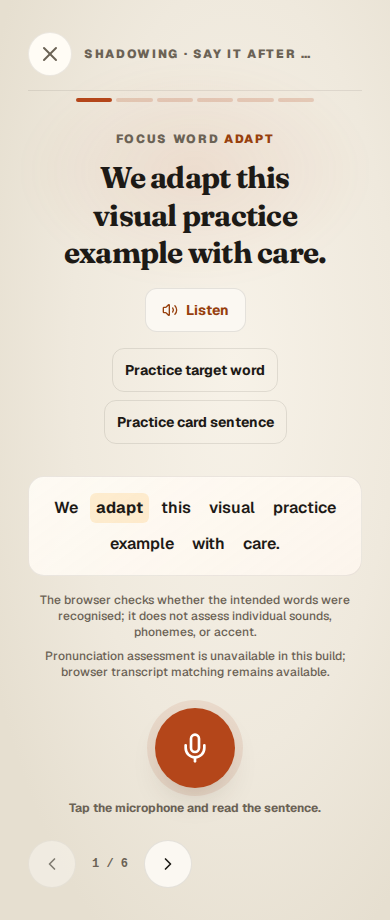 SHADOWING · SAY IT AFTER …
FOCUS WORD ADAPT
We adapt this
visual practice
example with care.
Listen
Practice target word
Practice card sentence
We adapt this visual practice
example with care.
The browser checks whether the intended words were
recognised; it does not assess individual sounds,
phonemes, or accent.
Pronunciation assessment is unavailable in this build;
browser transcript matching remains available.
Tap the microphone and read the sentence.
1 / 6